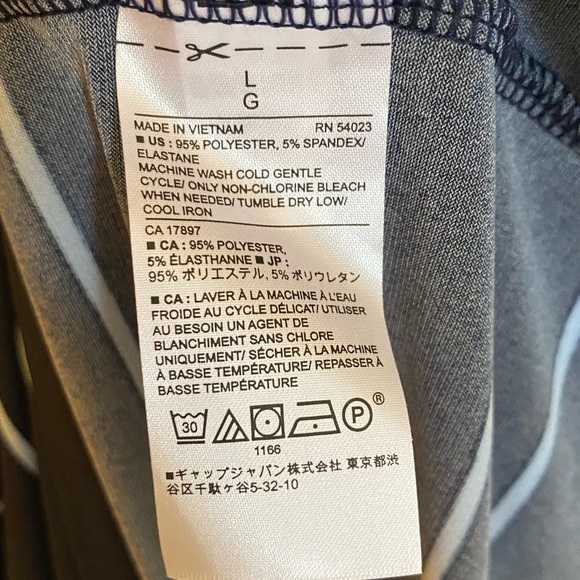 L
G
MADE IN VIETNAM RN 54023
■ US : 95% POLYESTER, 5% SPANDEX/
ELASTANE
MACHINE WASH COLD GENTLE
CYCLE/ ONLY NON-CHLORINE BLEACH
WHEN NEEDED/ TUMBLE DRY LOW/
COOL IRON
CA 17897
■ CA : 95% POLYESTER,
5% ÉLASTHANNE ■ JP :
95% ポリエステル, 5% ポリウレタン
■ CA : LAVER À LA MACHINE À L'EAU
FROIDE AU CYCLE DÉLICAT/ UTILISER
AU BESOIN UN AGENT DE
BLANCHIMENT SANS CHLORE
UNIQUEMENT/ SÉCHER À LA MACHINE
À BASSE TEMPÉRATURE/ REPASSER À
BASSE TEMPÉRATURE
30 P ®
1166
■ギャップジャパン株式会社 東京都渋
谷区千駄ヶ谷5-32-10